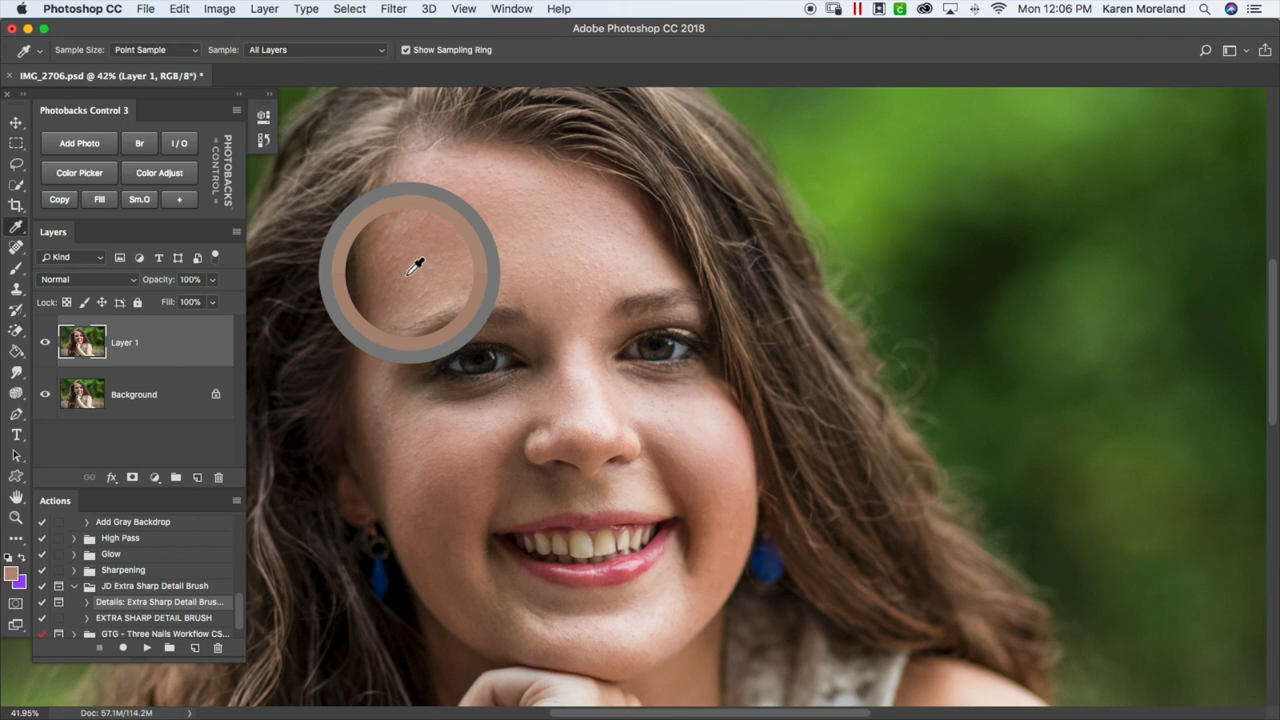 Photoshop CC File Edit Image Layer Type Select Filter 3D View Window Help Mon 12:06 PM Karen Moreland
Adobe Photoshop CC 2018
Sample Size: Point Sample Sample: All Layers Show Sampling Ring
IMG_2706.psd @ 42% (Layer 1, RGB/8*) *
Photobacks Control 3
Add Photo Br I / O
Color Picker Color Adjust
Copy Fill Sm.O +
PHOTOBACKS
CONTROL
Layers
Kind
Normal Opacity: 100%
Lock: Fill: 100%
Layer 1
Background
fx
Actions
Add Gray Backdrop
High Pass
Glow
Sharpening
JD Extra Sharp Detail Brush
Details: Extra Sharp Detail Brus...
EXTRA SHARP DETAIL BRUSH
GTG - Three Nails Workflow CS...
41.95% Doc: 57.1M/114.2M